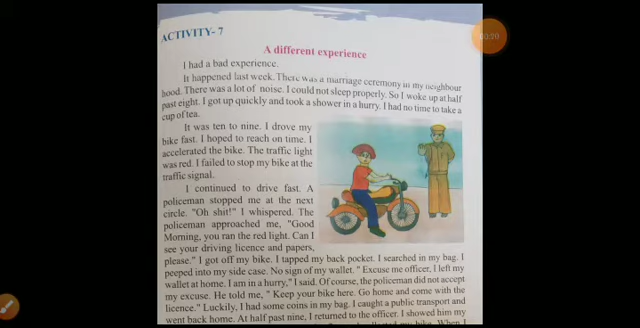 ACTIVITY- 7
00:20
A different experience
I had a bad experience.
It happened last week. There was a marriage ceremony in my neighbour
hood. There was a lot of noise. I could not sleep properly. So I woke up at half
past eight. I got up quickly and took a shower in a hurry. I had no time to take a
cup of tea.
It was ten to nine. I drove my
bike fast. I hoped to reach on time. I
accelerated the bike. The traffic light
was red. I failed to stop my bike at the
traffic signal.
I continued to drive fast. A
policeman stopped me at the next
circle. "Oh shit!" I whispered. The
policeman approached me, "Good
Morning, you ran the red light. Can I
see your driving licence and papers,
please." I got off my bike. I tapped my back pocket. I searched in my bag. I
peeped into my side case. No sign of my wallet. " Excuse me officer, I left my
wallet at home. I am in a hurry," I said. Of course, the policeman did not accept
my excuse. He told me, " Keep your bike here. Go home and come with the
licence." Luckily, I had some coins in my bag. I caught a public transport and
went back home. At half past nine, I returned to the officer. I showed him my
bike. When I